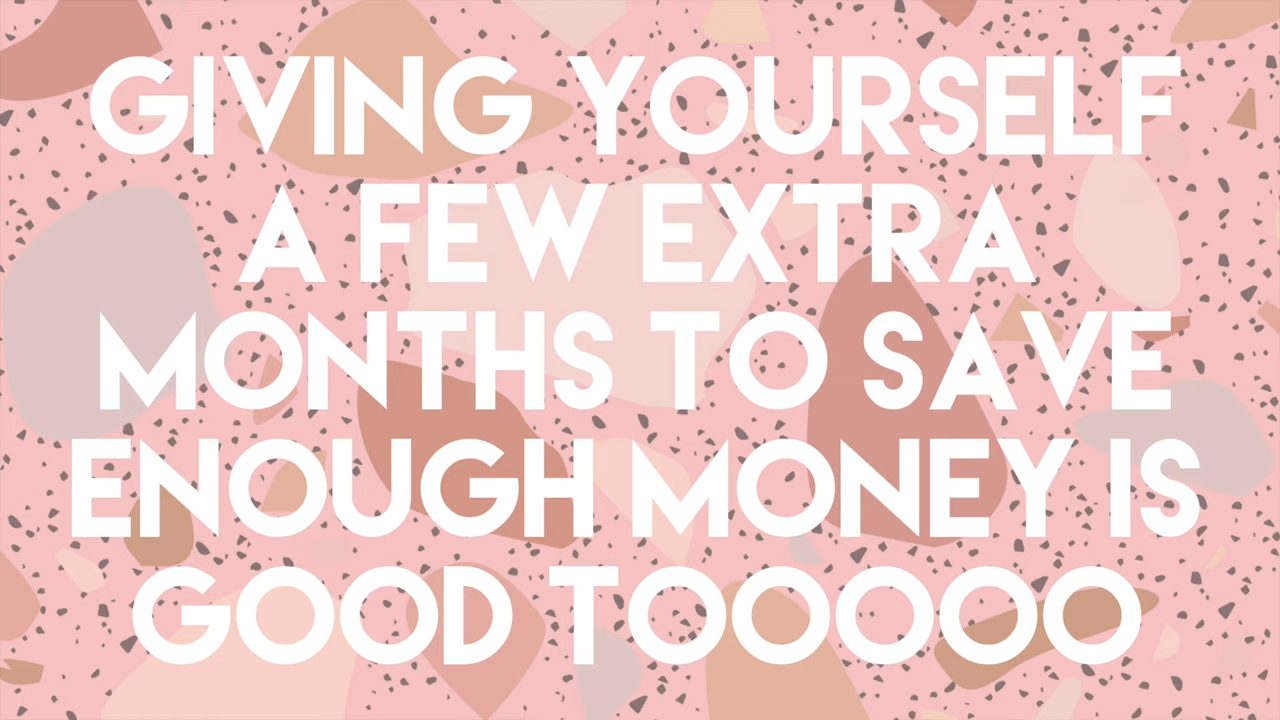 GIVING YOURSELF
A FEW EXTRA
MONTHS TO SAVE
ENOUGH MONEY IS
GOOD TOOOOO